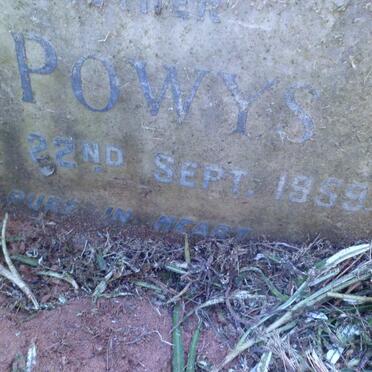 POWYS
22ND SEPT. 1959
PURE IN HEART